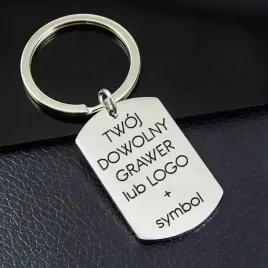 TWÓJ
DOWOLNY
GRAWER
lub LOGO
+
symbol